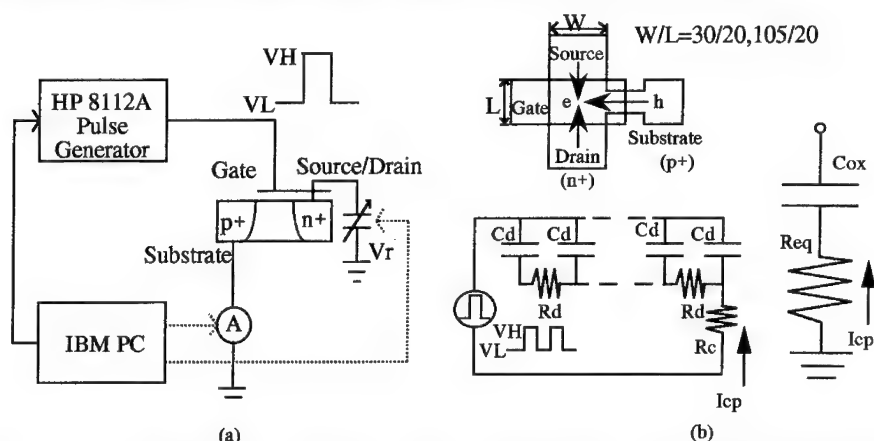 VH
VL
HP 8112A
Pulse
Generator
Gate
Source/Drain
p+
n+
Vr
Substrate
A
IBM PC
(a)
W
W/L=30/20,105/20
Source
L
Gate
e
h
Substrate
(p+)
Drain
(n+)
Cd
Cd
Cd
Cd
Rd
Rd
VH
VL
Rc
Icp
Cox
Req
Icp
(b)